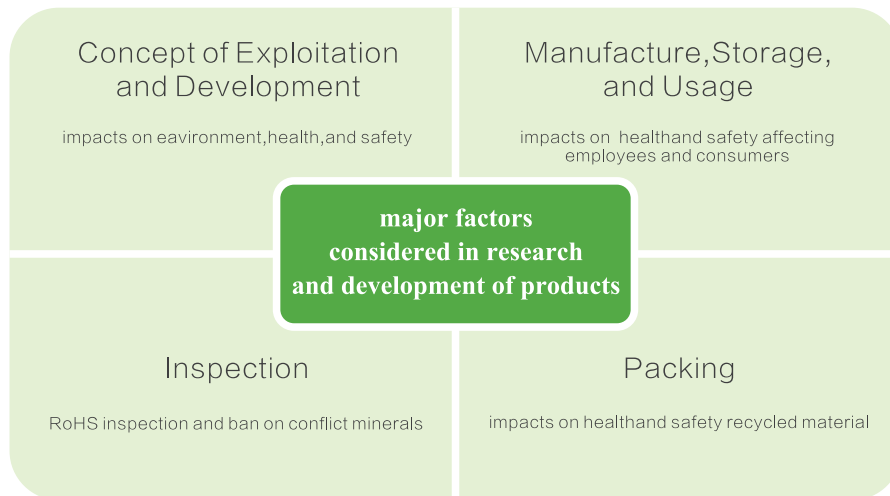 Concept of Exploitation
and Development
impacts on eavironment,health,and safety
Manufacture,Storage,
and Usage
impacts on healthand safety affecting
employees and consumers
major factors
considered in research
and development of products
Inspection
RoHS inspection and ban on conflict minerals
Packing
impacts on healthand safety recycled material